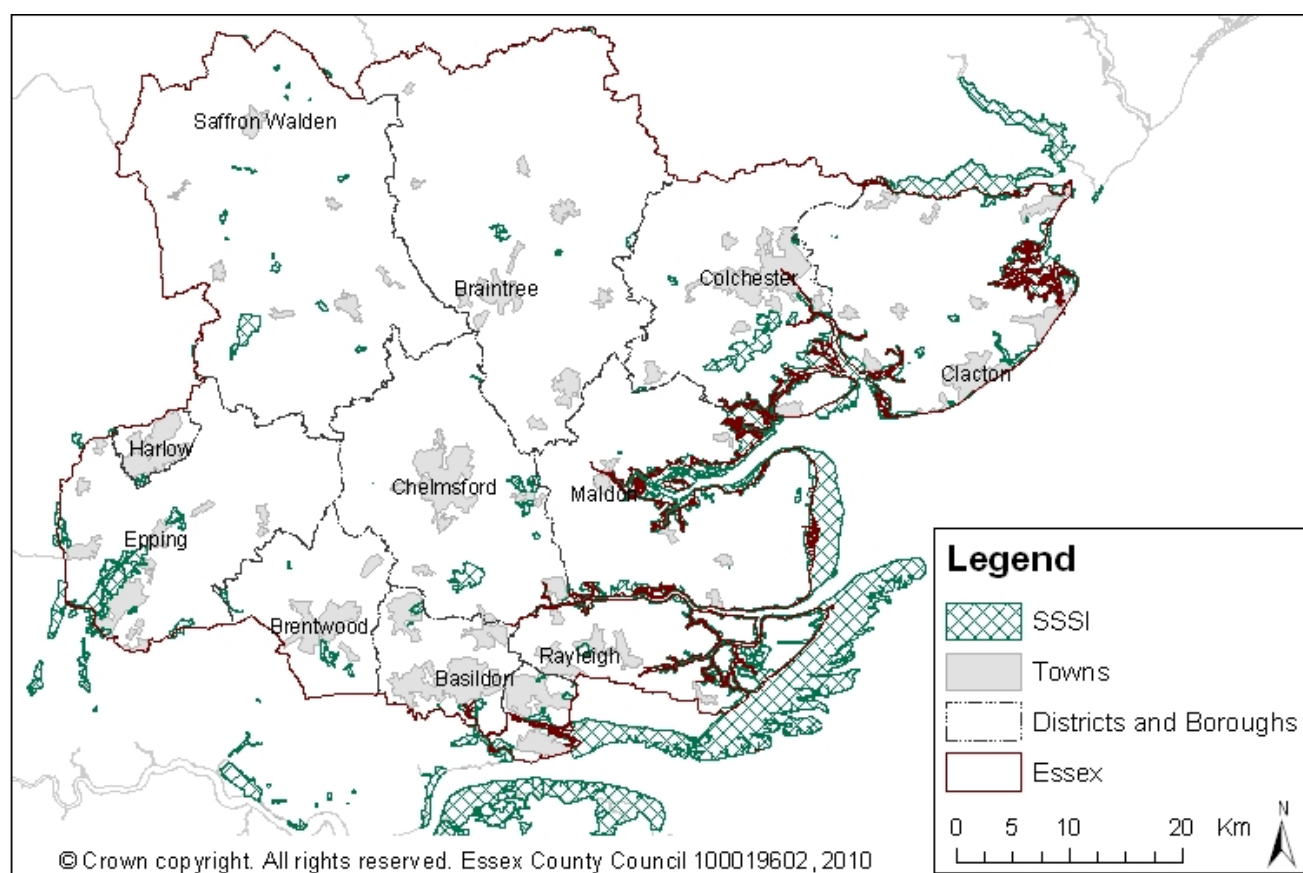 Saffron Walden
Braintree
Colchester
Clacton
Harlow
Chelmsford
Maldon
Epping
Brentwood
Rayleigh
Basildon
Legend
SSSI
Towns
Districts and Boroughs
Essex
N
0 5 10 20 Km
© Crown copyright. All rights reserved. Essex County Council 100019602, 2010